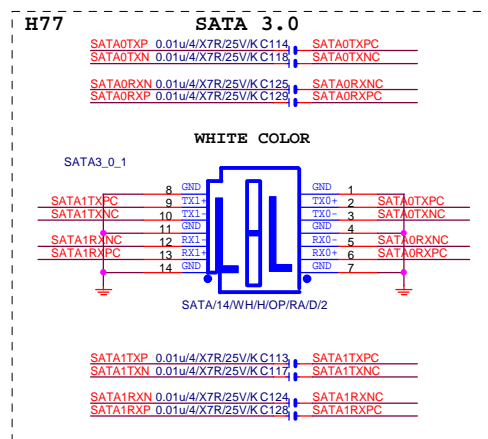 H77 SATA 3.0
SATA0TXP 0.01u/4/X7R/25V/K C114 SATA0TXPC
SATA0TXN 0.01u/4/X7R/25V/K C118 SATA0TXNC
SATA0RXN 0.01u/4/X7R/25V/K C125 SATA0RXNC
SATA0RXP 0.01u/4/X7R/25V/K C129 SATA0RXPC
WHITE COLOR
SATA3_0_1
8 GND GND 1
SATA1TXPC 9 TX1+ TX0+ 2 SATA0TXPC
SATA1TXNC 10 TX1- TX0- 3 SATA0TXNC
11 GND GND 4
SATA1RXNC 12 RX1- RX0- 5 SATA0RXNC
SATA1RXPC 13 RX1+ RX0+ 6 SATA0RXPC
14 GND GND 7
SATA/14/WH/H/OP/RA/D/2
SATA1TXP 0.01u/4/X7R/25V/K C113 SATA1TXPC
SATA1TXN 0.01u/4/X7R/25V/K C117 SATA1TXNC
SATA1RXN 0.01u/4/X7R/25V/K C124 SATA1RXNC
SATA1RXP 0.01u/4/X7R/25V/K C128 SATA1RXPC